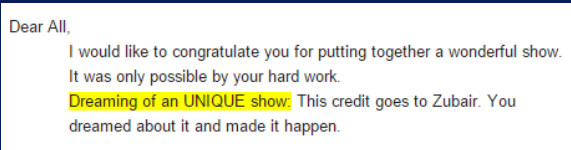 Dear All,
I would like to congratulate you for putting together a wonderful show.
It was only possible by your hard work.
Dreaming of an UNIQUE show: This credit goes to Zubair. You
dreamed about it and made it happen.